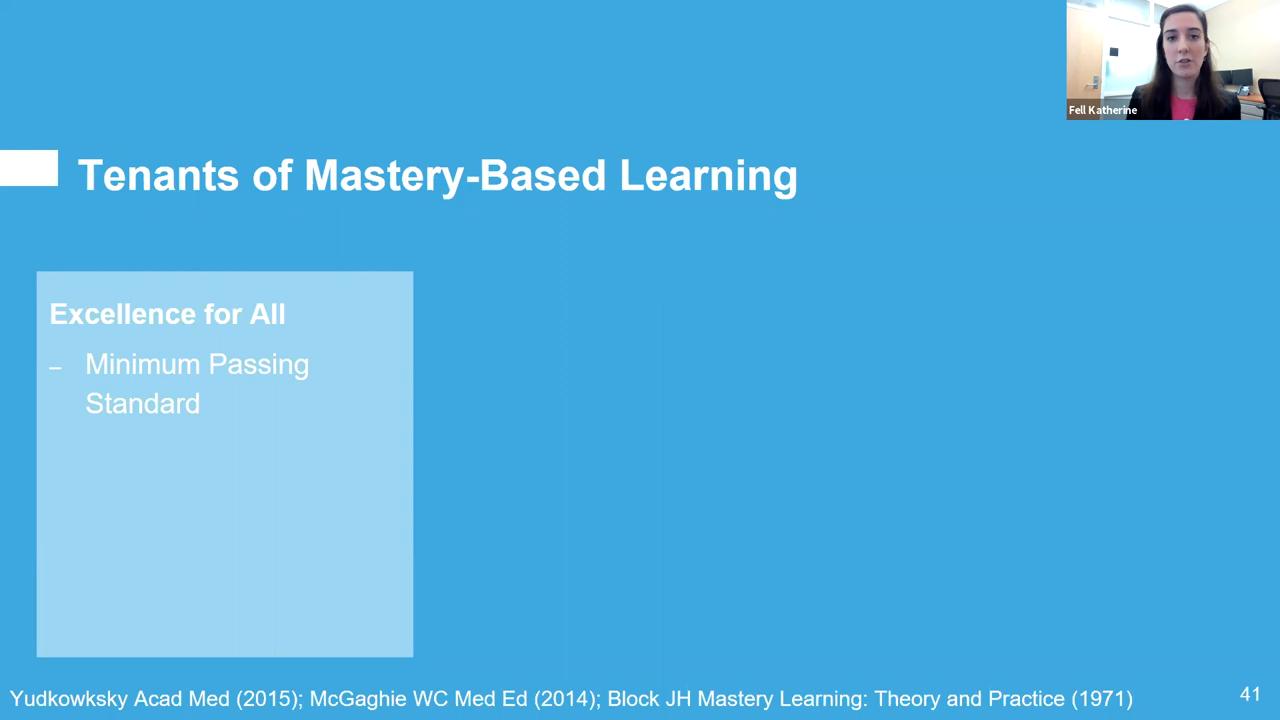 Fell Katherine
Tenants of Mastery-Based Learning
Excellence for All
– Minimum Passing
Standard
Yudkowksky Acad Med (2015); McGaghie WC Med Ed (2014); Block JH Mastery Learning: Theory and Practice (1971)
41